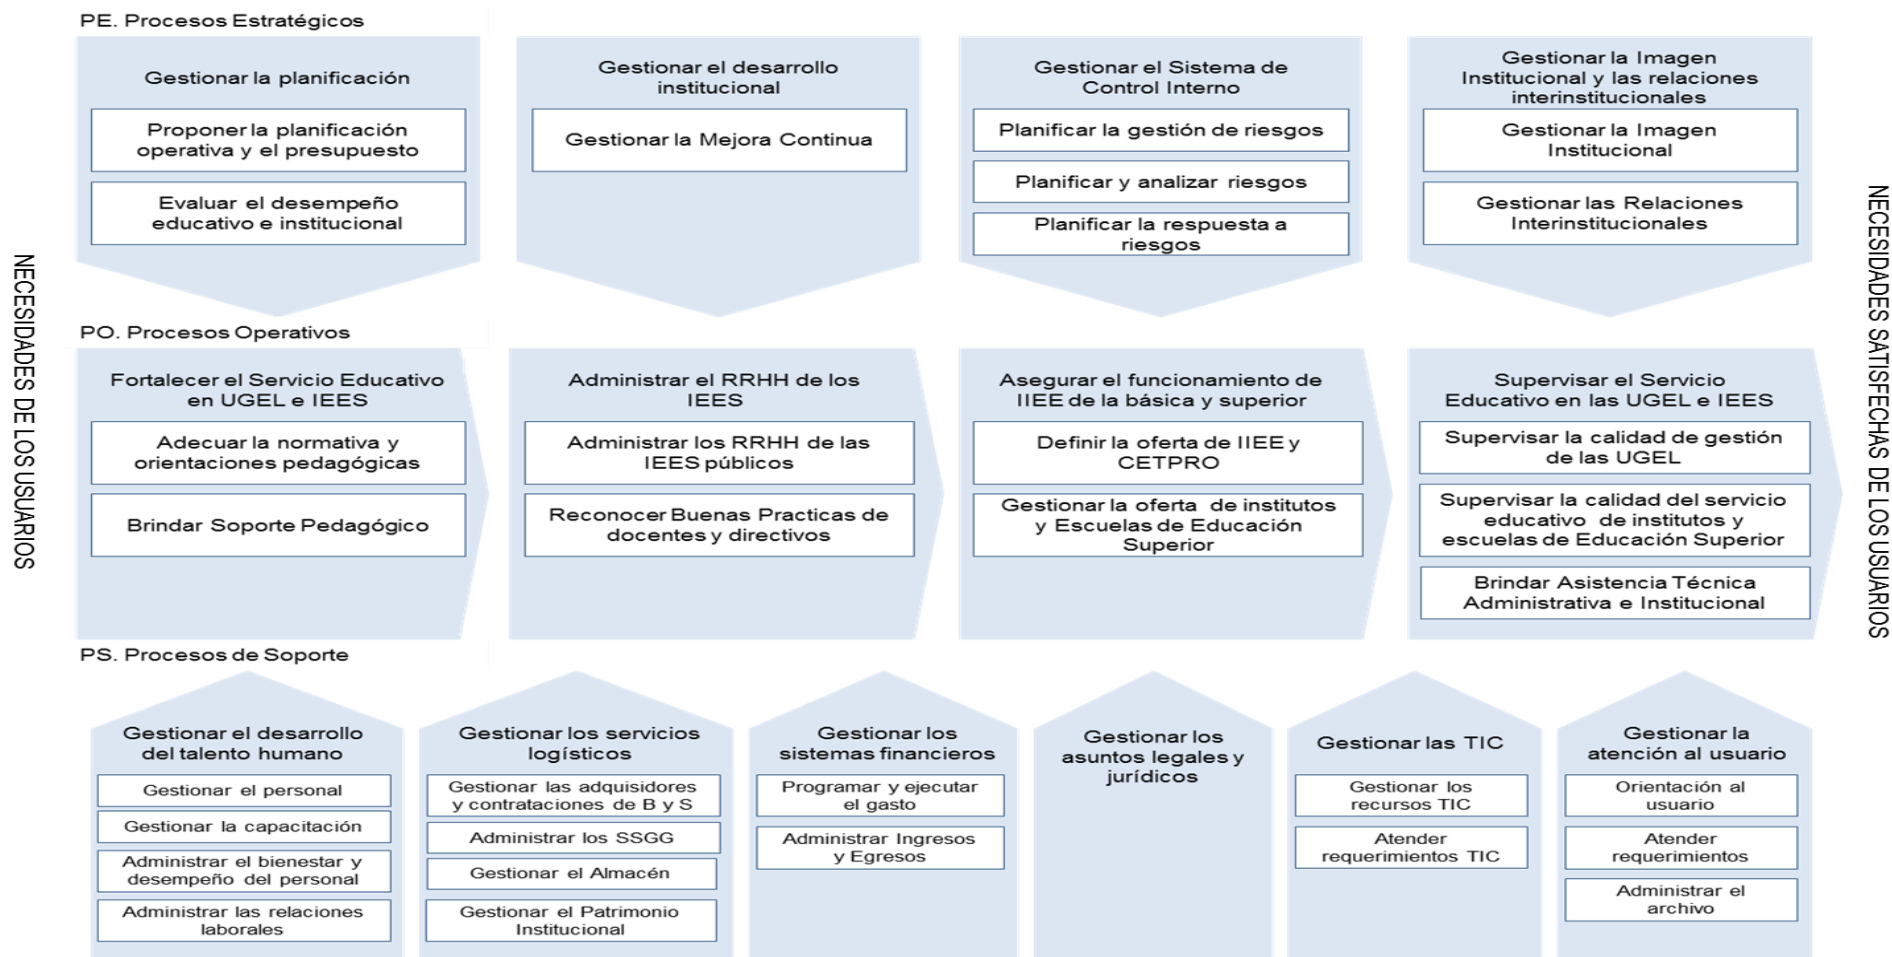 PE. Procesos Estratégicos
Gestionar la planificación
Proponer la planificación
operativa y el presupuesto
Evaluar el desempeño
educativo e institucional
Gestionar el desarrollo
institucional
Gestionar la Mejora Continua
Gestionar el Sistema de
Control Interno
Planificar la gestión de riesgos
Planificar y analizar riesgos
Planificar la respuesta a
riesgos
Gestionar la Imagen
Institucional y las relaciones
interinstitucionales
Gestionar la Imagen
Institucional
Gestionar las Relaciones
Interinstitucionales
NECESIDADES DE LOS USUARIOS
NECESIDADES SATISFECHAS DE LOS USUARIOS
PO. Procesos Operativos
Fortalecer el Servicio Educativo
en UGEL e IEES
Adecuar la normativa y
orientaciones pedagógicas
Brindar Soporte Pedagógico
Administrar el RRHH de los
IEES
Administrar los RRHH de las
IEES públicos
Reconocer Buenas Practicas de
docentes y directivos
Asegurar el funcionamiento de
IIEE de la básica y superior
Definir la oferta de IIEE y
CETPRO
Gestionar la oferta de institutos
y Escuelas de Educación
Superior
Supervisar el Servicio
Educativo en las UGEL e IEES
Supervisar la calidad de gestión
de las UGEL
Supervisar la calidad del servicio
educativo de institutos y
escuelas de Educación Superior
Brindar Asistencia Técnica
Administrativa e Institucional
PS. Procesos de Soporte
Gestionar el desarrollo
del talento humano
Gestionar el personal
Gestionar la capacitación
Administrar el bienestar y
desempeño del personal
Administrar las relaciones
laborales
Gestionar los servicios
logísticos
Gestionar las adquisidores
y contrataciones de B y S
Administrar los SSGG
Gestionar el Almacén
Gestionar el Patrimonio
Institucional
Gestionar los
sistemas financieros
Programar y ejecutar
el gasto
Administrar Ingresos
y Egresos
Gestionar los
asuntos legales y
jurídicos
Gestionar las TIC
Gestionar los
recursos TIC
Atender
requerimientos TIC
Gestionar la
atención al usuario
Orientación al
usuario
Atender
requerimientos
Administrar el
archivo